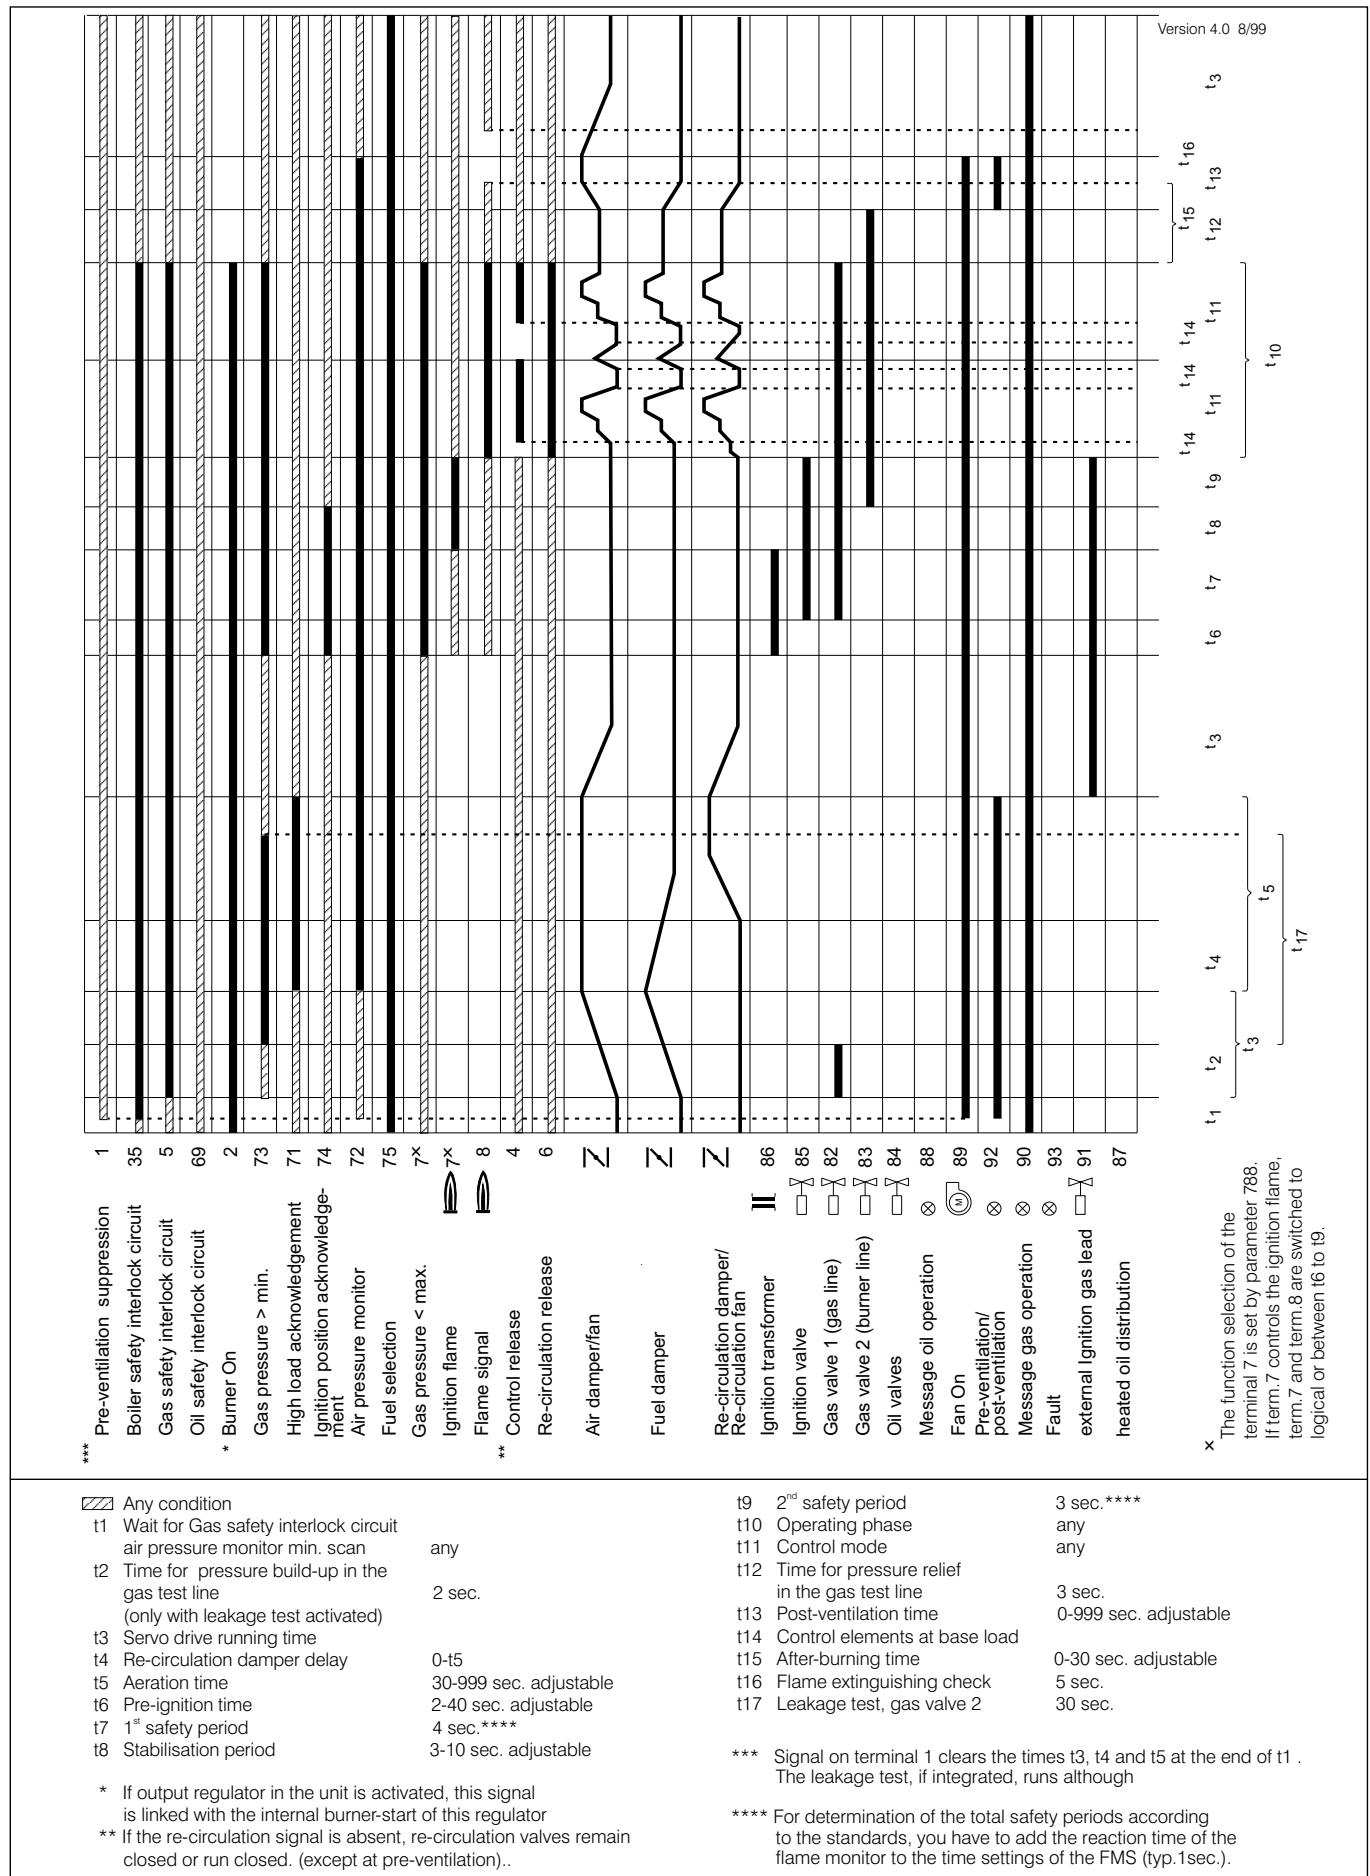 Version 4.0 8/99
t3
t16
t13
t15
t12
t11
t14
t10
t14
t11
t14
t9
t8
t7
t6
t3
t5
t17
t4
t3
t2
t1
*** Pre-ventilation suppression 1
Boiler safety interlock circuit 35
Gas safety interlock circuit 5
Oil safety interlock circuit 69
* Burner On 2
Gas pressure > min. 73
High load acknowledgement 71
Ignition position acknowledge-
ment 74
Air pressure monitor 72
Fuel selection 75
Gas pressure < max. 7x
Ignition flame 7x
Flame signal 8
** Control release 4
Re-circulation release 6
Air damper/fan
Fuel damper
Re-circulation damper/
Re-circulation fan
Ignition transformer 86
Ignition valve 85
Gas valve 1 (gas line) 82
Gas valve 2 (burner line) 83
Oil valves 84
Message oil operation 88
Fan On M 89
Pre-Ventilation/
post-ventilation 92
Message gas operation 90
Fault 93
external Ignition gas lead 91
heated oil distribution 87
x The function selection of the
terminal 7 is set by parameter 788.
If term.7 controls the ignition flame,
term.7 and term.8 are switched to
logical or between t6 to t9.
Any condition
t1 Wait for Gas safety interlock circuit
air pressure monitor min. scan any
t2 Time for pressure build-up in the
gas test line 2 sec.
(only with leakage test activated)
t3 Servo drive running time
t4 Re-circulation damper delay 0-t5
t5 Aeration time 30-999 sec. adjustable
t6 Pre-ignition time 2-40 sec. adjustable
t7 1st safety period 4 sec.****
t8 Stabilisation period 3-10 sec. adjustable
* If output regulator in the unit is activated, this signal
is linked with the internal burner-start of this regulator
** If the re-circulation signal is absent, re-circulation valves remain
closed or run closed. (except at pre-ventilation)..
t9 2nd safety period 3 sec.****
t10 Operating phase any
t11 Control mode any
t12 Time for pressure relief
in the gas test line 3 sec.
t13 Post-ventilation time 0-999 sec. adjustable
t14 Control elements at base load
t15 After-burning time 0-30 sec. adjustable
t16 Flame extinguishing check 5 sec.
t17 Leakage test, gas valve 2 30 sec.
*** Signal on terminal 1 clears the times t3, t4 and t5 at the end of t1 .
The leakage test, if integrated, runs although
**** For determination of the total safety periods according
to the standards, you have to add the reaction time of the
flame monitor to the time settings of the FMS (typ.1sec.).